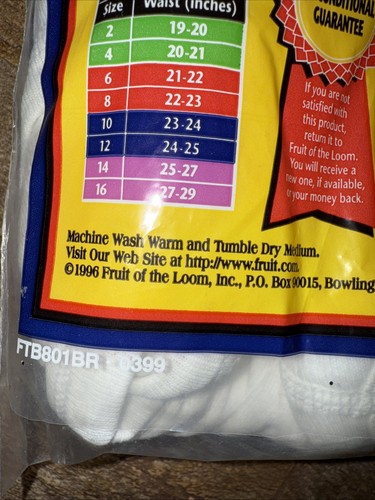 Size Waist (Inches)
2 19-20
4 20-21
6 21-22
8 22-23
10 23-24
12 24-25
14 25-27
16 27-29
GUARANTEE
If you are not
satisfied with
this product,
return it to
Fruit of the Loom.
You will receive a
new one, if available,
or your money back.
Machine Wash Warm and Tumble Dry Medium.
Visit Our Web Site at http://www.fruit.com.
©1996 Fruit of the Loom, Inc., P.O. Box 90015, Bowling
FTB801BR